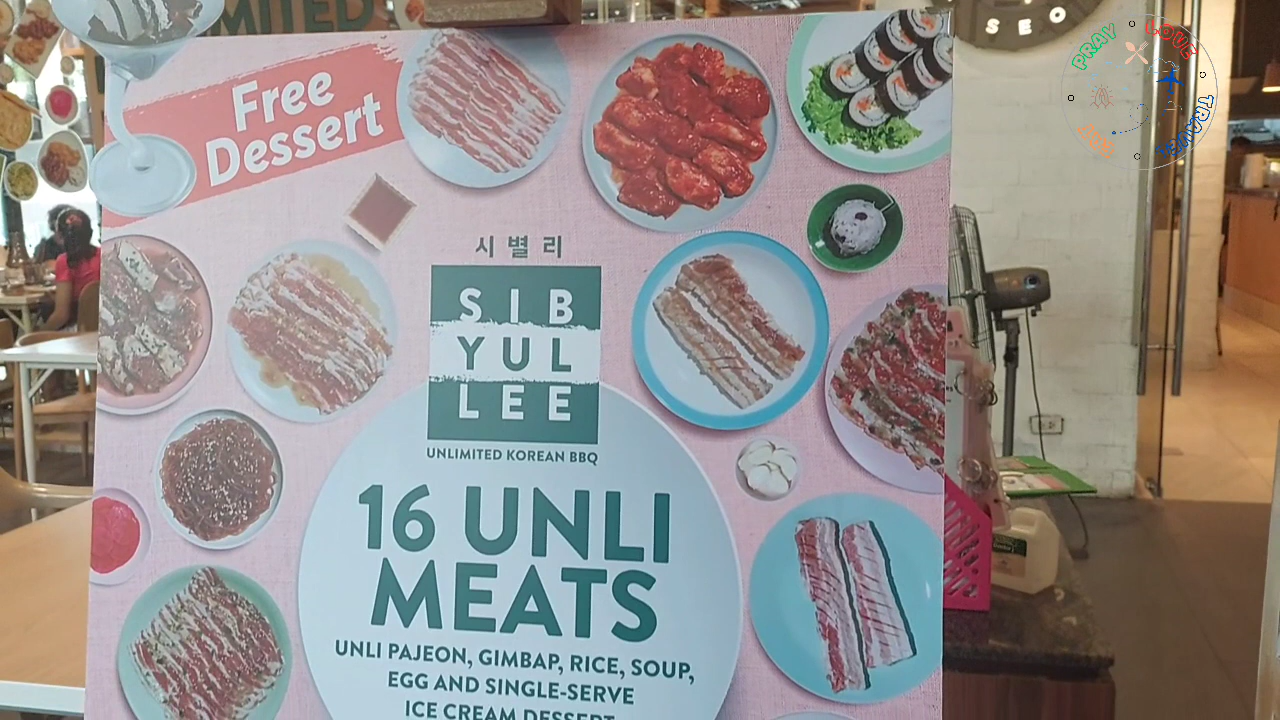 MITED
Free
Dessert
시별리
SIB
YUL
LEE
UNLIMITED KOREAN BBQ
16 UNLI
MEATS
UNLI PAJEON, GIMBAP, RICE, SOUP,
EGG AND SINGLE-SERVE
ICE CREAM DESSERT
SEO
PRAY
LOVE
TRAVEL